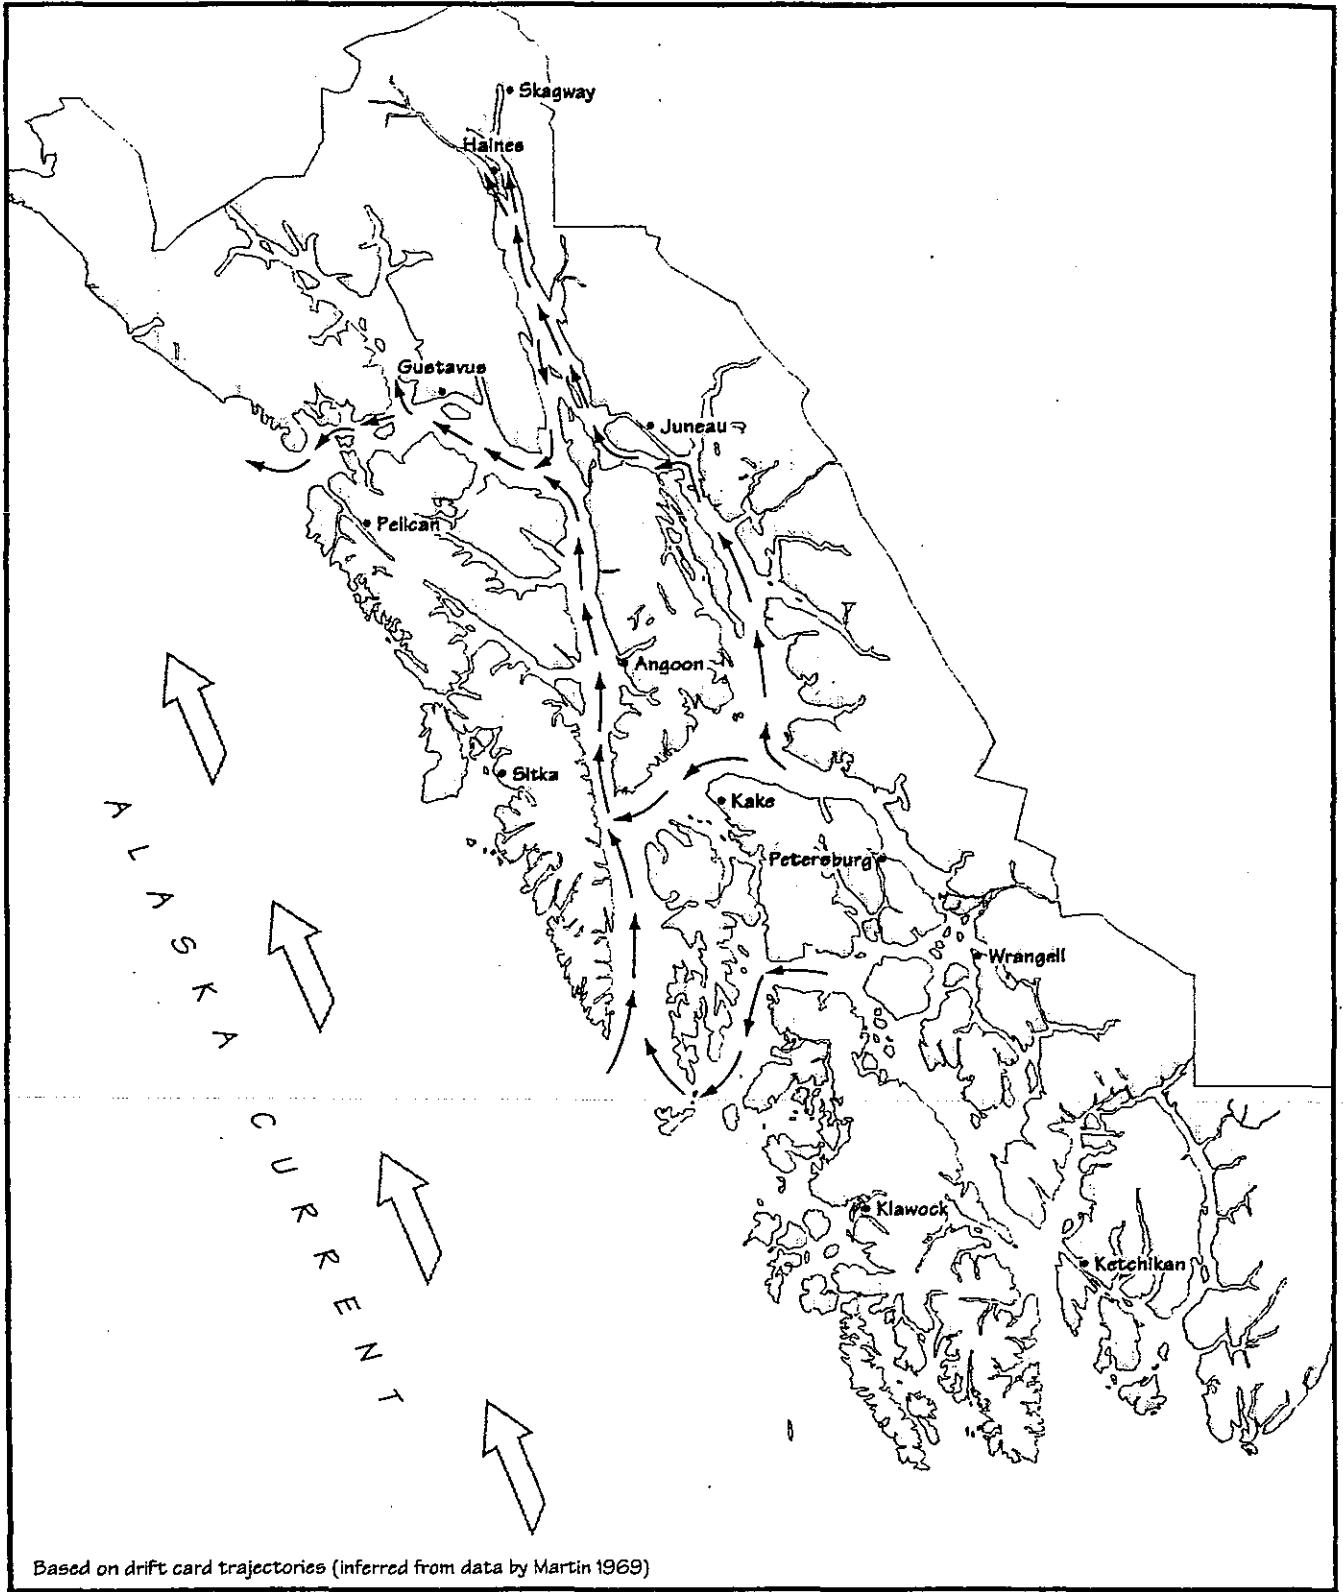 Skagway
Haines
Gustavus
Juneau
Pelican
Angoon
Sitka
Kake
Petersburg
Wrangell
ALASKA CURRENT
Klawock
Ketchikan
Based on drift card trajectories (inferred from data by Martin 1969)